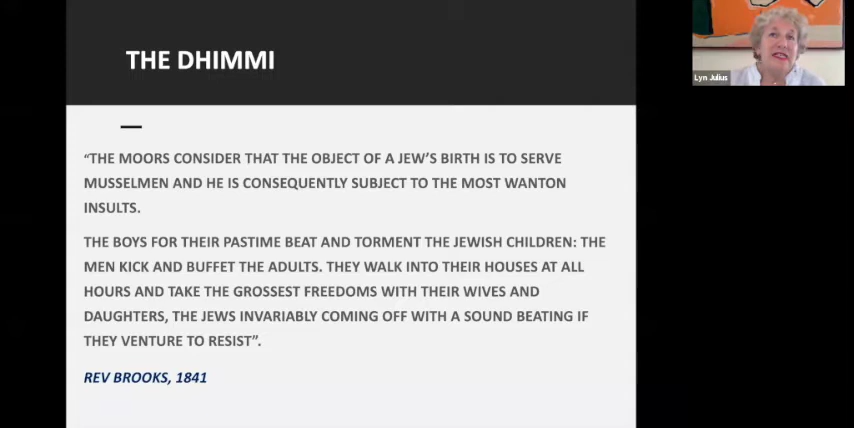 THE DHIMMI
Lyn Julius
“THE MOORS CONSIDER THAT THE OBJECT OF A JEW’S BIRTH IS TO SERVE
MUSSELMEN AND HE IS CONSEQUENTLY SUBJECT TO THE MOST WANTON
INSULTS.
THE BOYS FOR THEIR PASTIME BEAT AND TORMENT THE JEWISH CHILDREN: THE
MEN KICK AND BUFFET THE ADULTS. THEY WALK INTO THEIR HOUSES AT ALL
HOURS AND TAKE THE GROSSEST FREEDOMS WITH THEIR WIVES AND
DAUGHTERS, THE JEWS INVARIABLY COMING OFF WITH A SOUND BEATING IF
THEY VENTURE TO RESIST”.
REV BROOKS, 1841